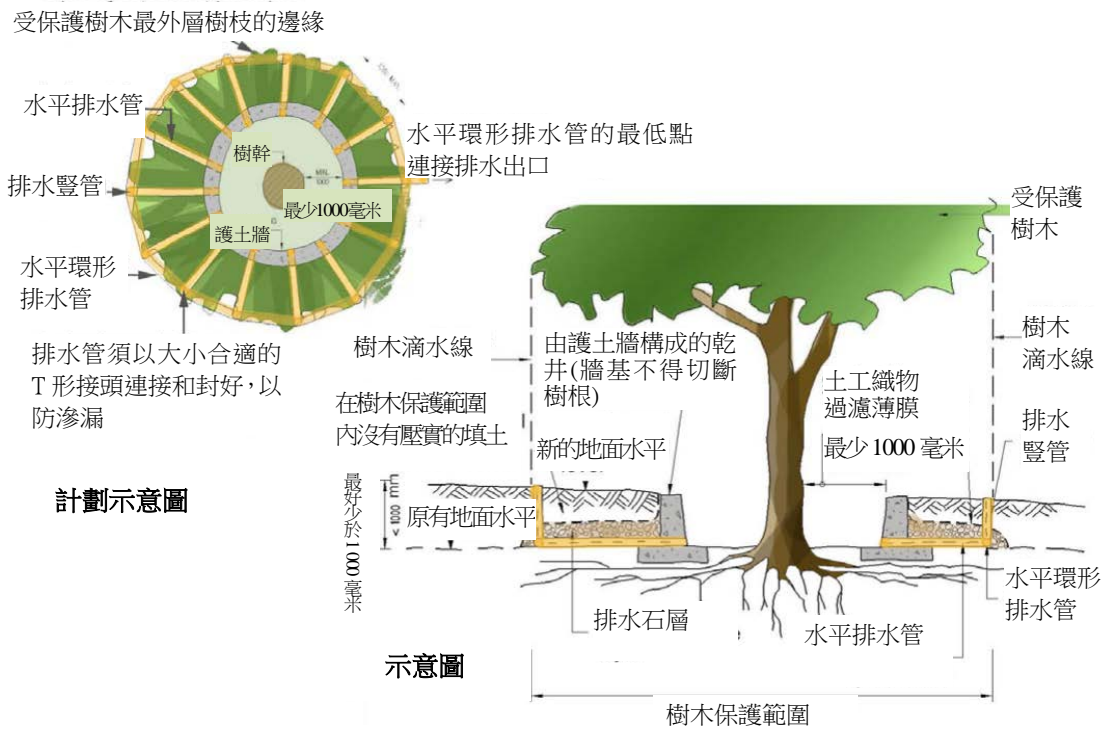 受保護樹木最外層樹枝的邊緣
水平排水管
排水豎管
水平環形
排水管
排水管須以大小合適的
T 形接頭連接和封好，以
防滲漏
樹幹
MIN.
1000
最少1000毫米
護土牆
水平環形排水管的最低點
連接排水出口
計劃示意圖
受保護
樹木
樹木滴水線
樹木
滴水線
由護土牆構成的乾
井(牆基不得切斷
樹根)
土工織物
過濾薄膜
最少 1000 毫米
排水
豎管
在樹木保護範圍
內沒有壓實的填土
新的地面水平
原有地面水平
最好少於 1000 毫米
< 1000 mm
排水石層
水平排水管
水平環形
排水管
示意圖
樹木保護範圍